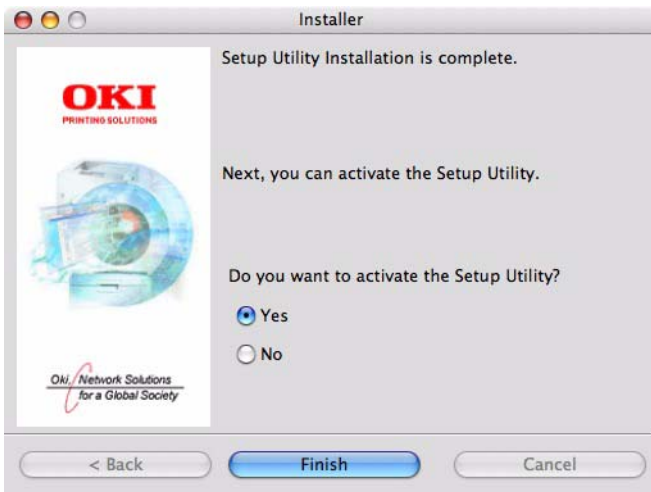 Installer
Setup Utility Installation is complete.
OKI
PRINTING SOLUTIONS
Next, you can activate the Setup Utility.
Do you want to activate the Setup Utility?
Yes
No
Oki, Network Solutions
for a Global Society
< Back
Finish
Cancel